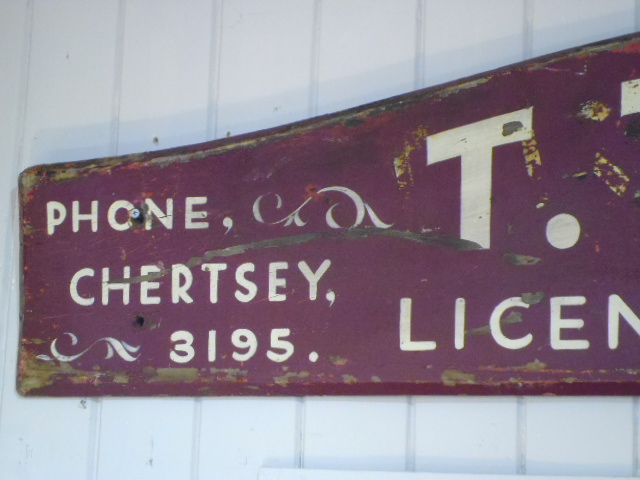 PHONE,
CHERTSEY,
3195.
T.
LICEN